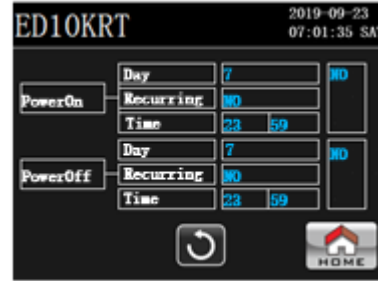 ED10KRT
2019-09-23
07:01:35 SA
PowerOn
Day 7 NO
Recurring NO
Time 23 59
PowerOff
Day 7 NO
Recurring NO
Time 23 59
HOME